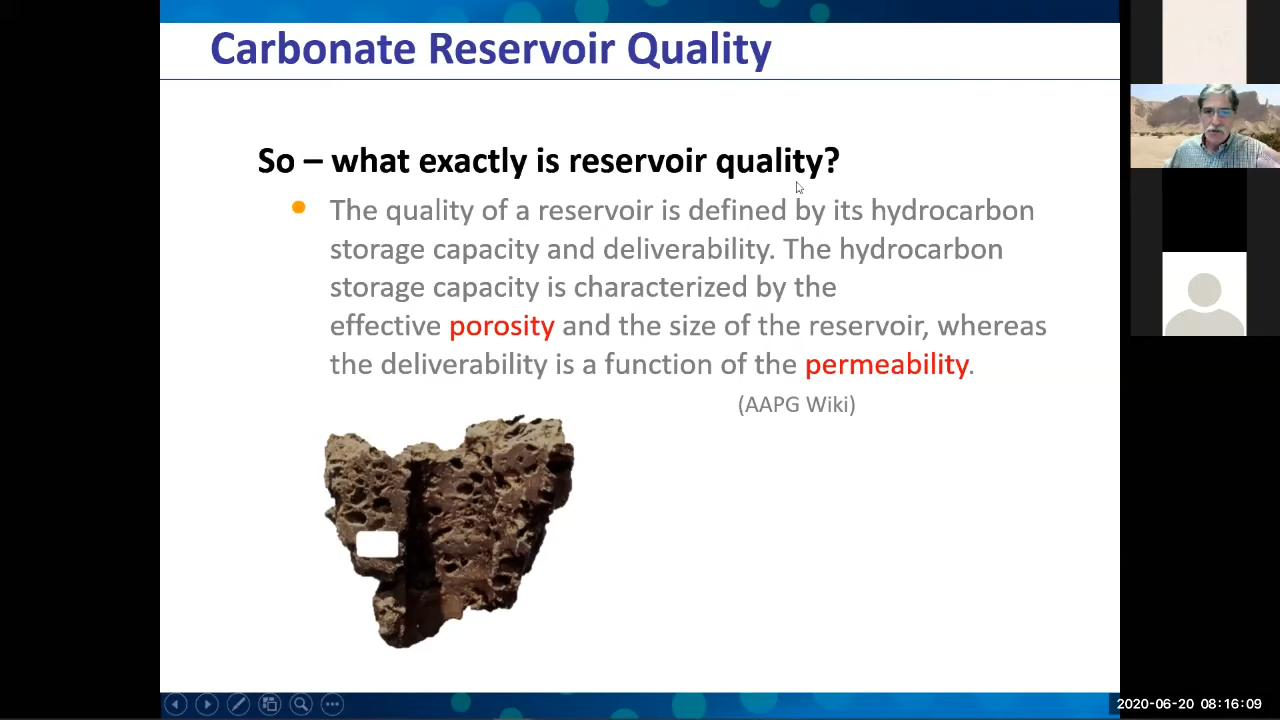 Carbonate Reservoir Quality
So – what exactly is reservoir quality?
The quality of a reservoir is defined by its hydrocarbon
storage capacity and deliverability. The hydrocarbon
storage capacity is characterized by the
effective porosity and the size of the reservoir, whereas
the deliverability is a function of the permeability.
(AAPG Wiki)
2020-06-20 08:16:09